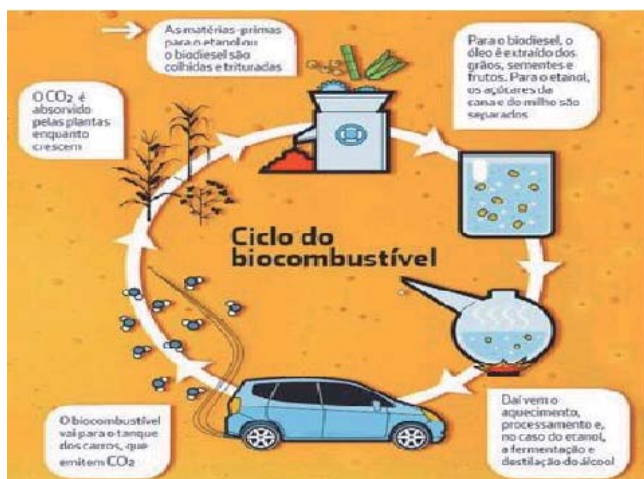 As matérias-primas
para o etanol ou
o biodiesel são
colhidas e trituradas
Para o biodiesel, o
óleo é extraído dos
grãos, sementes e
frutos. Para o etanol,
os açúcares da
cana e do milho são
separados
Daí vem o
aquecimento,
processamento e,
no caso do etanol,
a fermentação e
destilação do álcool
O biocombustível
vai para o tanque
dos carros, que
emitem CO₂
O CO₂ é
absorvido
pelas plantas
enquanto
crescem
Ciclo do
biocombustível